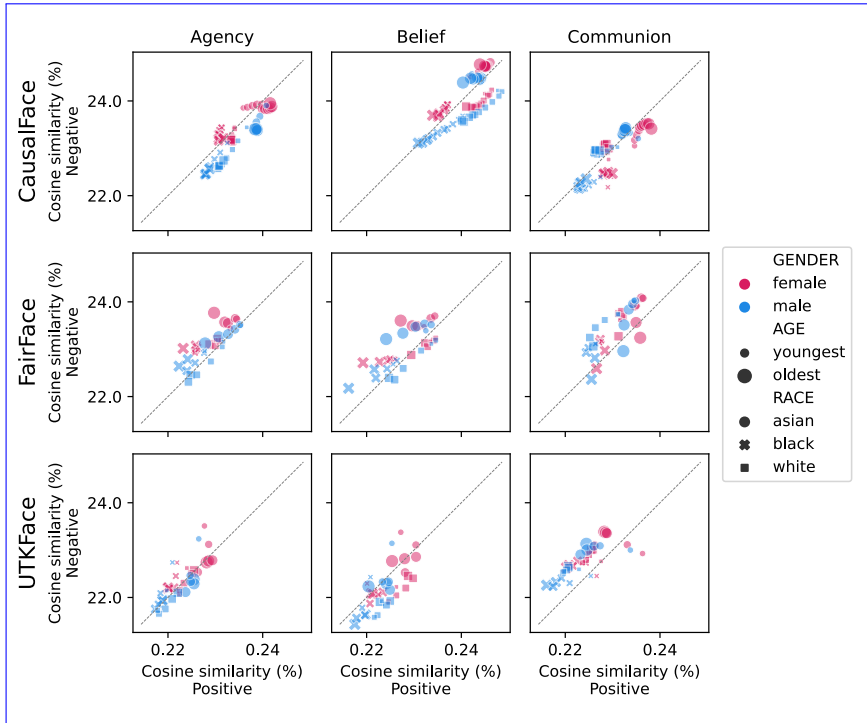 Agency
Belief
Communion
CausalFace
Cosine similarity (%)
Negative
24.0
22.0
FairFace
Cosine similarity (%)
Negative
24.0
22.0
UTKFace
Cosine similarity (%)
Negative
24.0
22.0
GENDER
female
male
AGE
youngest
oldest
RACE
asian
black
white
0.22
0.24
0.22
0.24
0.22
0.24
Cosine similarity (%)
Positive
Cosine similarity (%)
Positive
Cosine similarity (%)
Positive